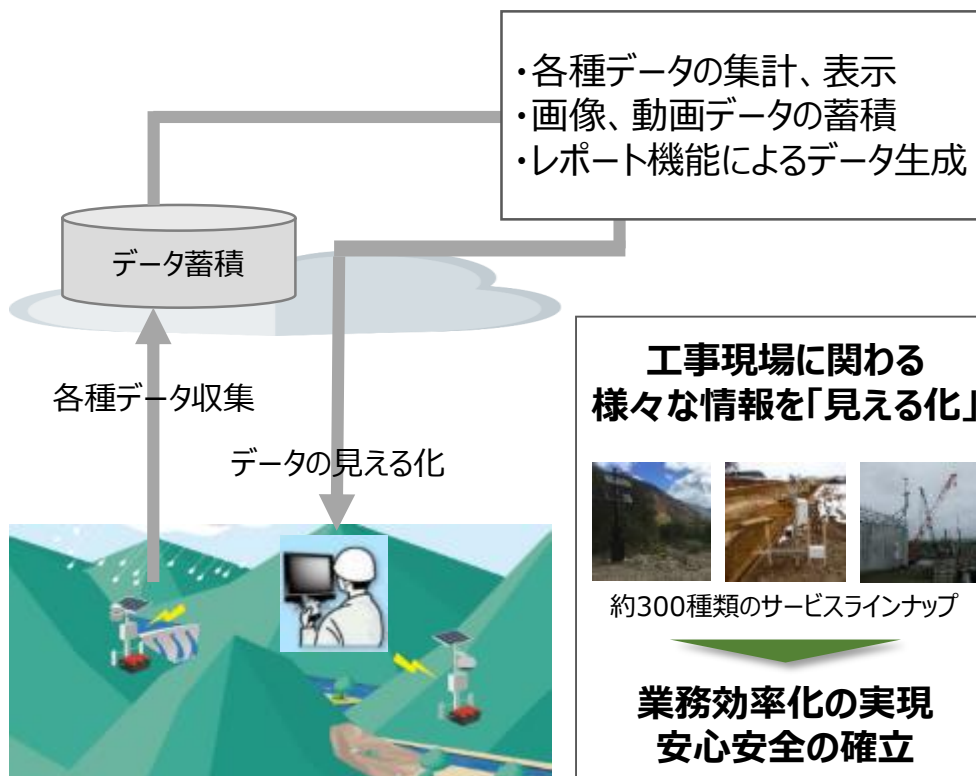 ・各種データの集計、表示
・画像、動画データの蓄積
・レポート機能によるデータ生成
データ蓄積
各種データ収集
データの見える化
工事現場に関わる
様々な情報を「見える化」
約300種類のサービスラインナップ
業務効率化の実現
安心安全の確立